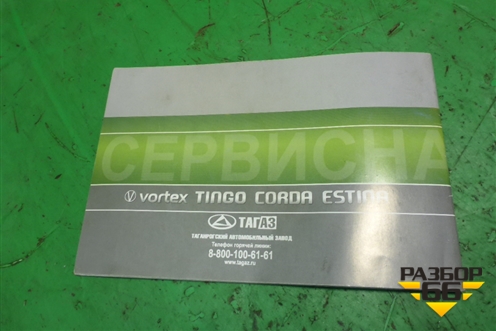 СЕРВИСНА
vortex TINGO CORDA ESTINA
ТАГАЗ
ТАГАНРОГСКИЙ АВТОМОБИЛЬНЫЙ ЗАВОД
Телефон горячей линии:
8-800-100-61-61
www.tagaz.ru
РАЗБОР
66